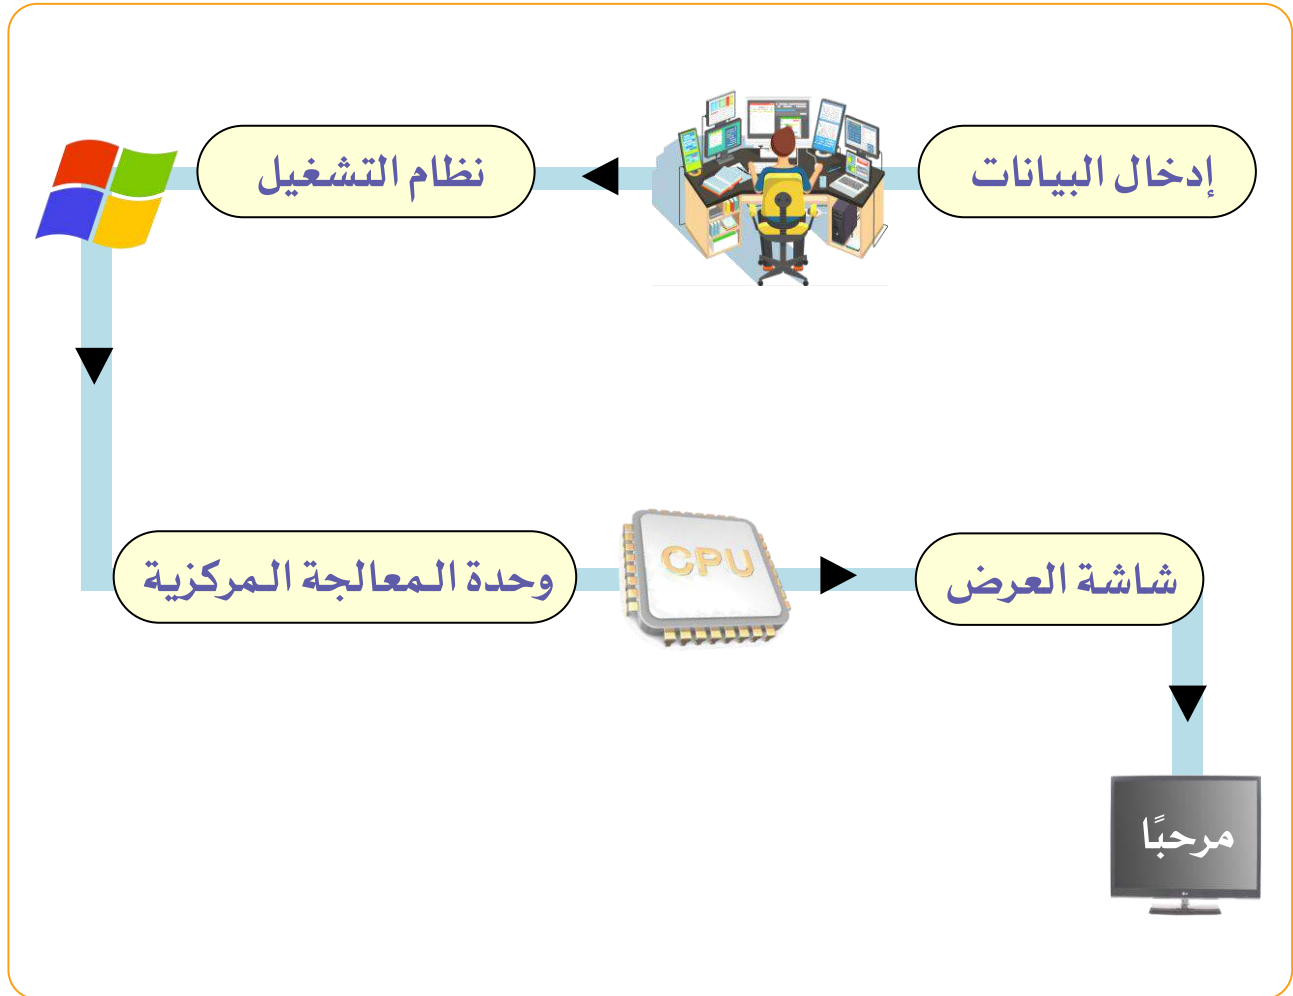 إدخال البيانات
نظام التشغيل
وحدة المعالجة المركزية
CPU
شاشة العرض
مرحبًا